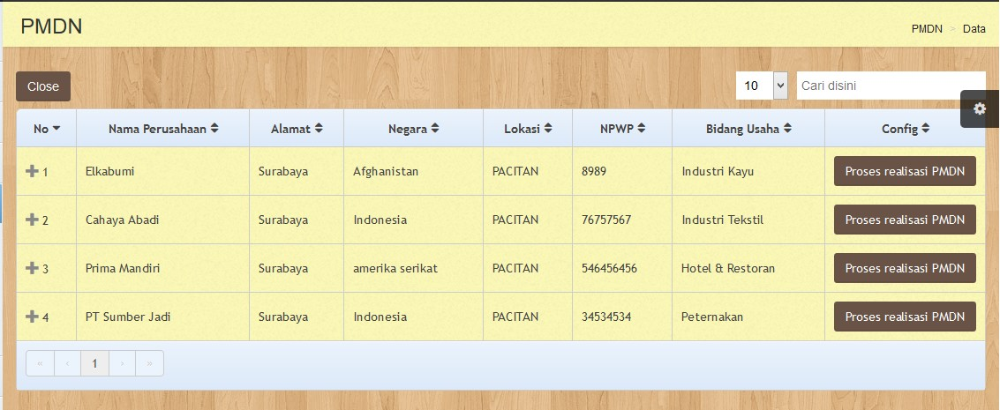 PMDN
PMDN > Data
Close
10
Cari disini
No Nama Perusahaan Alamat Negara Lokasi NPWP Bidang Usaha Config
1 Elkabumi Surabaya Afghanistan PACITAN 8989 Industri Kayu Proses realisasi PMDN
2 Cahaya Abadi Surabaya Indonesia PACITAN 76757567 Industri Tekstil Proses realisasi PMDN
3 Prima Mandiri Surabaya amerika serikat PACITAN 546456456 Hotel & Restoran Proses realisasi PMDN
4 PT Sumber Jadi Surabaya Indonesia PACITAN 34534534 Peternakan Proses realisasi PMDN
« ‹ 1 › »